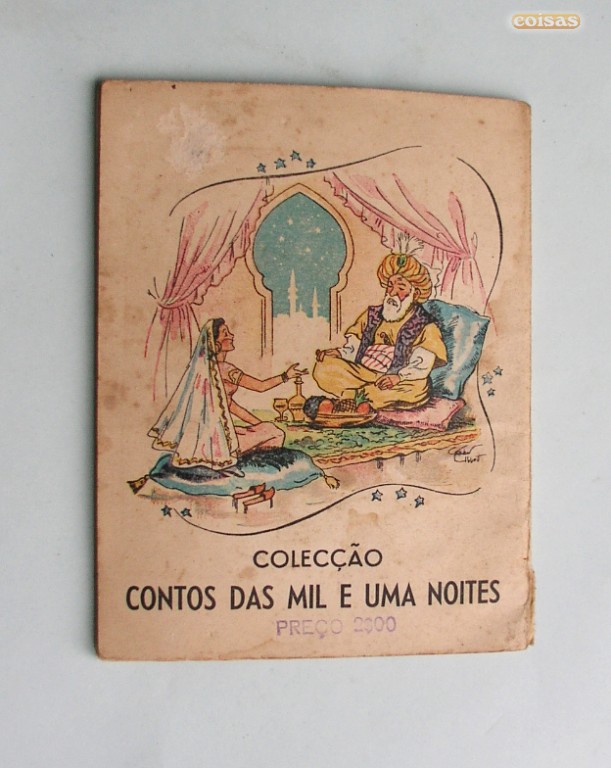 coisas
COLECÇÃO
CONTOS DAS MIL E UMA NOITES
PREÇO 2$00